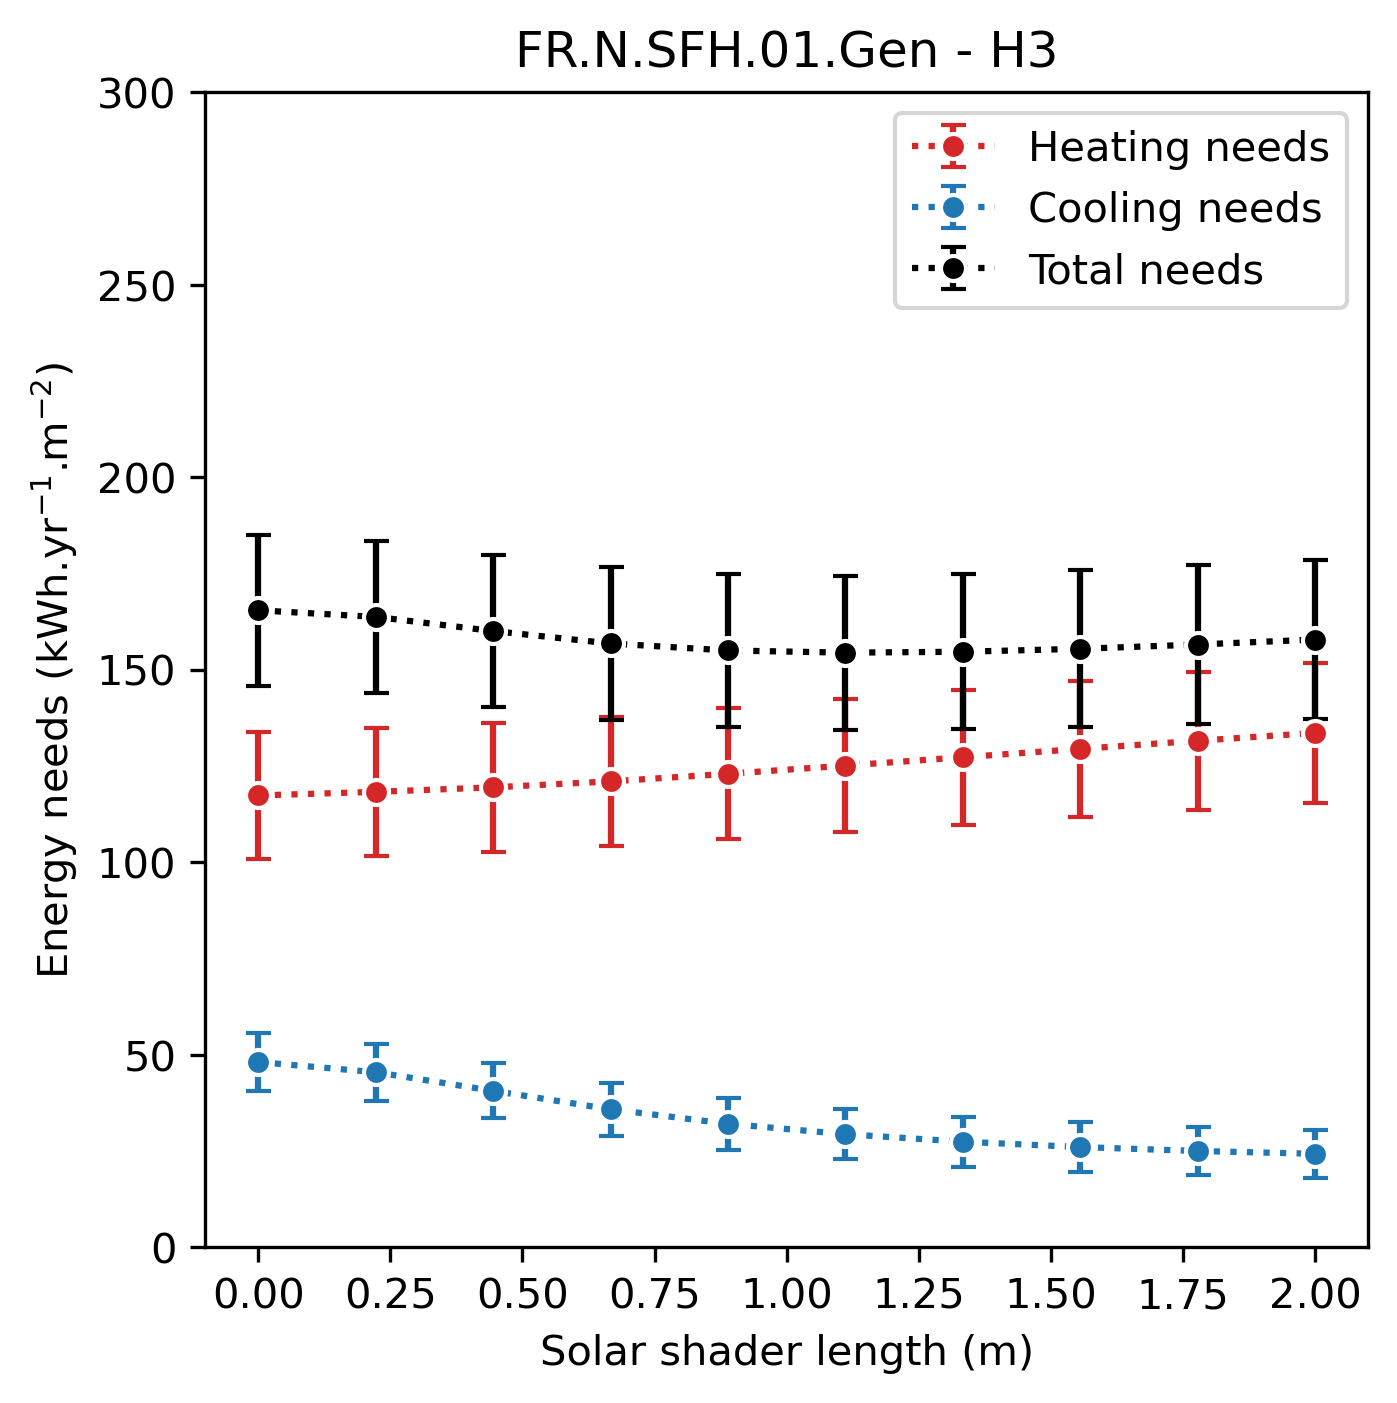 FR.N.SFH.01.Gen - H3
300
250
200
150
100
50
0
Energy needs (kWh.yr⁻¹.m⁻²)
Heating needs
Cooling needs
Total needs
0.00 0.25 0.50 0.75 1.00 1.25 1.50 1.75 2.00
Solar shader length (m)